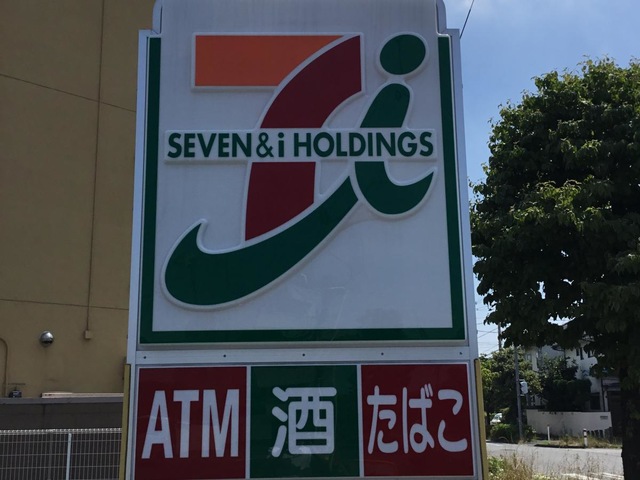 SEVEN&i HOLDINGS
ATM 酒 たばこ